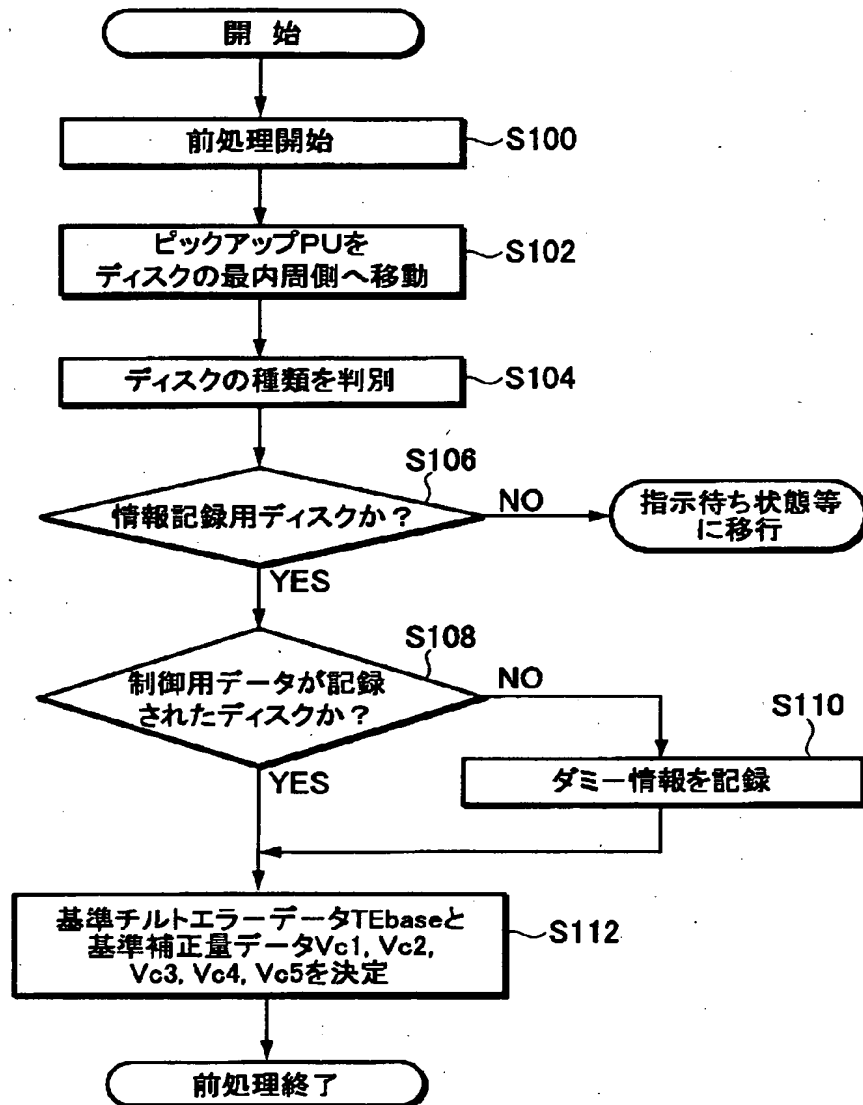 開 始
前処理開始
S100
ピックアップPUを
ディスクの最内周側へ移動
S102
ディスクの種類を判別
S104
S106
情報記録用ディスクか？
NO
指示待ち状態等
に移行
YES
S108
制御用データが記録
されたディスクか？
NO
S110
ダミー情報を記録
YES
基準チルトエラーデータTEbaseと
基準補正量データVc1, Vc2,
Vc3, Vc4, Vc5を決定
S112
前処理終了